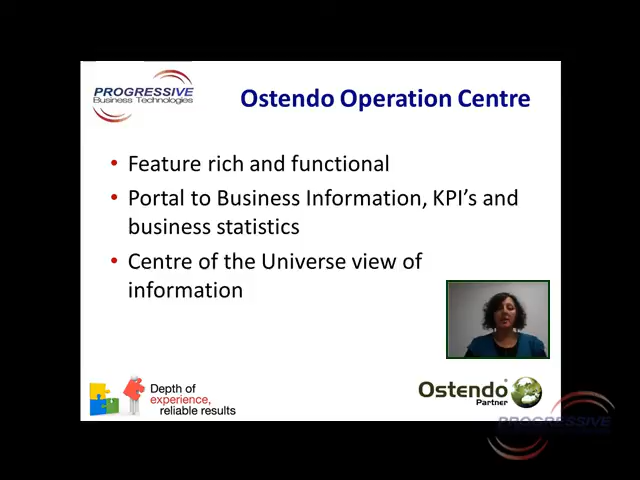 PROGRESSIVE
Business Technologies
Ostendo Operation Centre
• Feature rich and functional
• Portal to Business Information, KPI's and
business statistics
• Centre of the Universe view of
information
Depth of
experience,
reliable results
Ostendo®
Partner
PROGRESSIVE